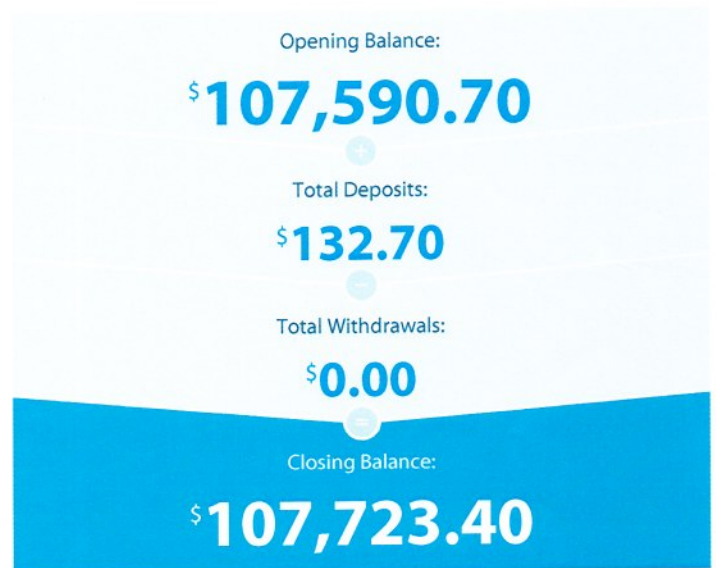 Opening Balance:
$107,590.70
+
Total Deposits:
$132.70
−
Total Withdrawals:
$0.00
=
Closing Balance:
$107,723.40